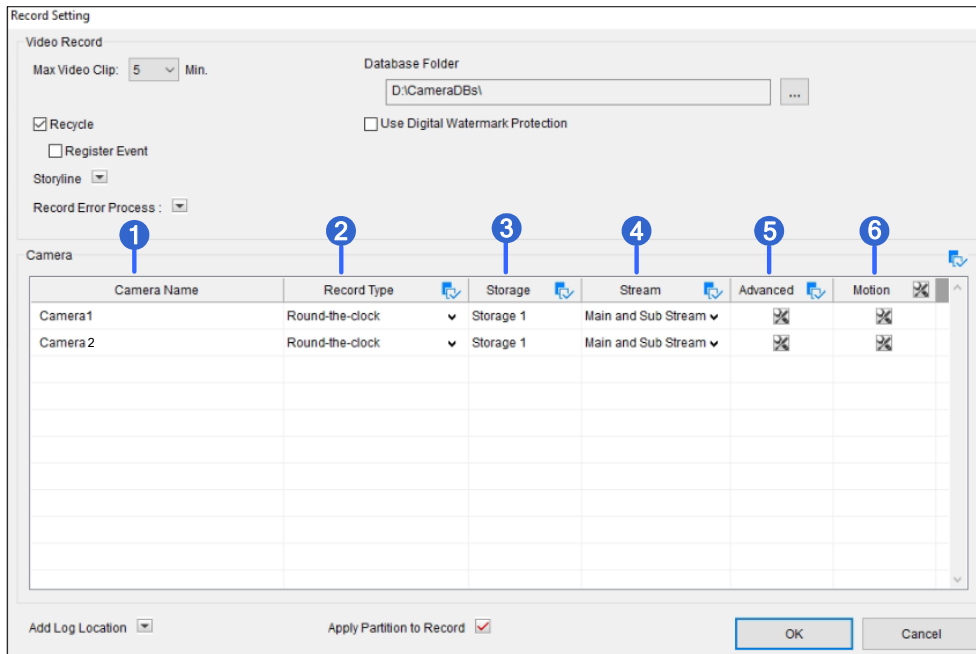 Record Setting
Video Record
Max Video Clip: 5 Min.
Database Folder
D:\CameraDBs\
...
Recycle
Use Digital Watermark Protection
Register Event
Storyline
Record Error Process :
1 2 3 4 5 6
Camera
Camera Name Record Type Storage Stream Advanced Motion
Camera1 Round-the-clock Storage 1 Main and Sub Stream
Camera 2 Round-the-clock Storage 1 Main and Sub Stream
Add Log Location Apply Partition to Record OK Cancel